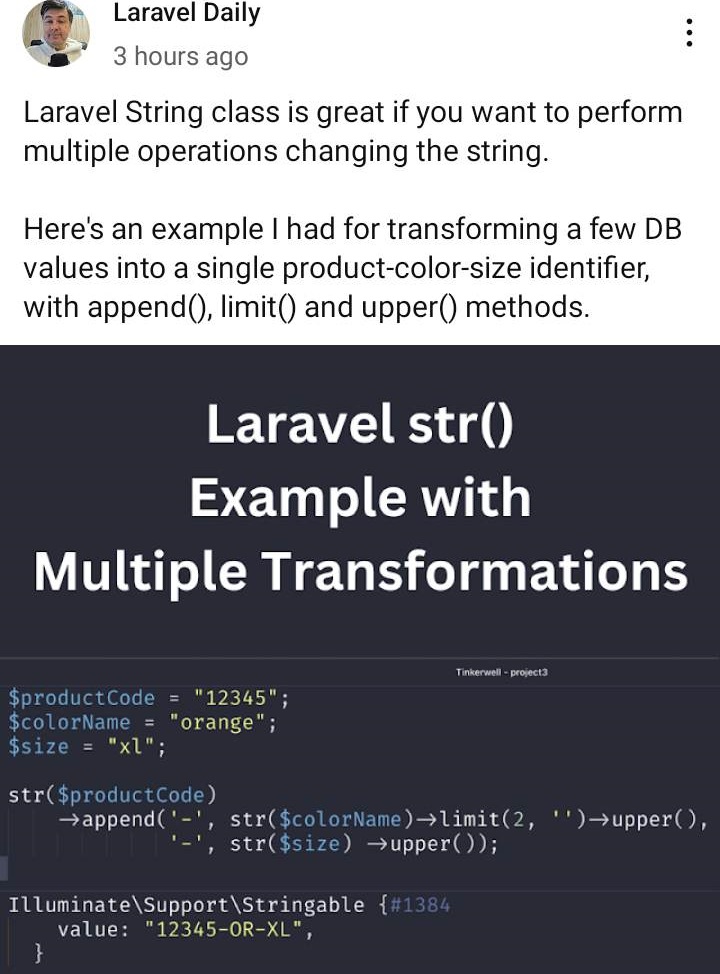 Laravel Daily
3 hours ago
Laravel String class is great if you want to perform
multiple operations changing the string.
Here's an example I had for transforming a few DB
values into a single product-color-size identifier,
with append(), limit() and upper() methods.
Laravel str()
Example with
Multiple Transformations
Tinkerwell - project3
$productCode = "12345";
$colorName = "orange";
$size = "xl";
str($productCode)
→append('-', str($colorName)→limit(2, '')→upper(),
'-', str($size) →upper());
Illuminate\Support\Stringable {#1384
value: "12345-OR-XL",
}